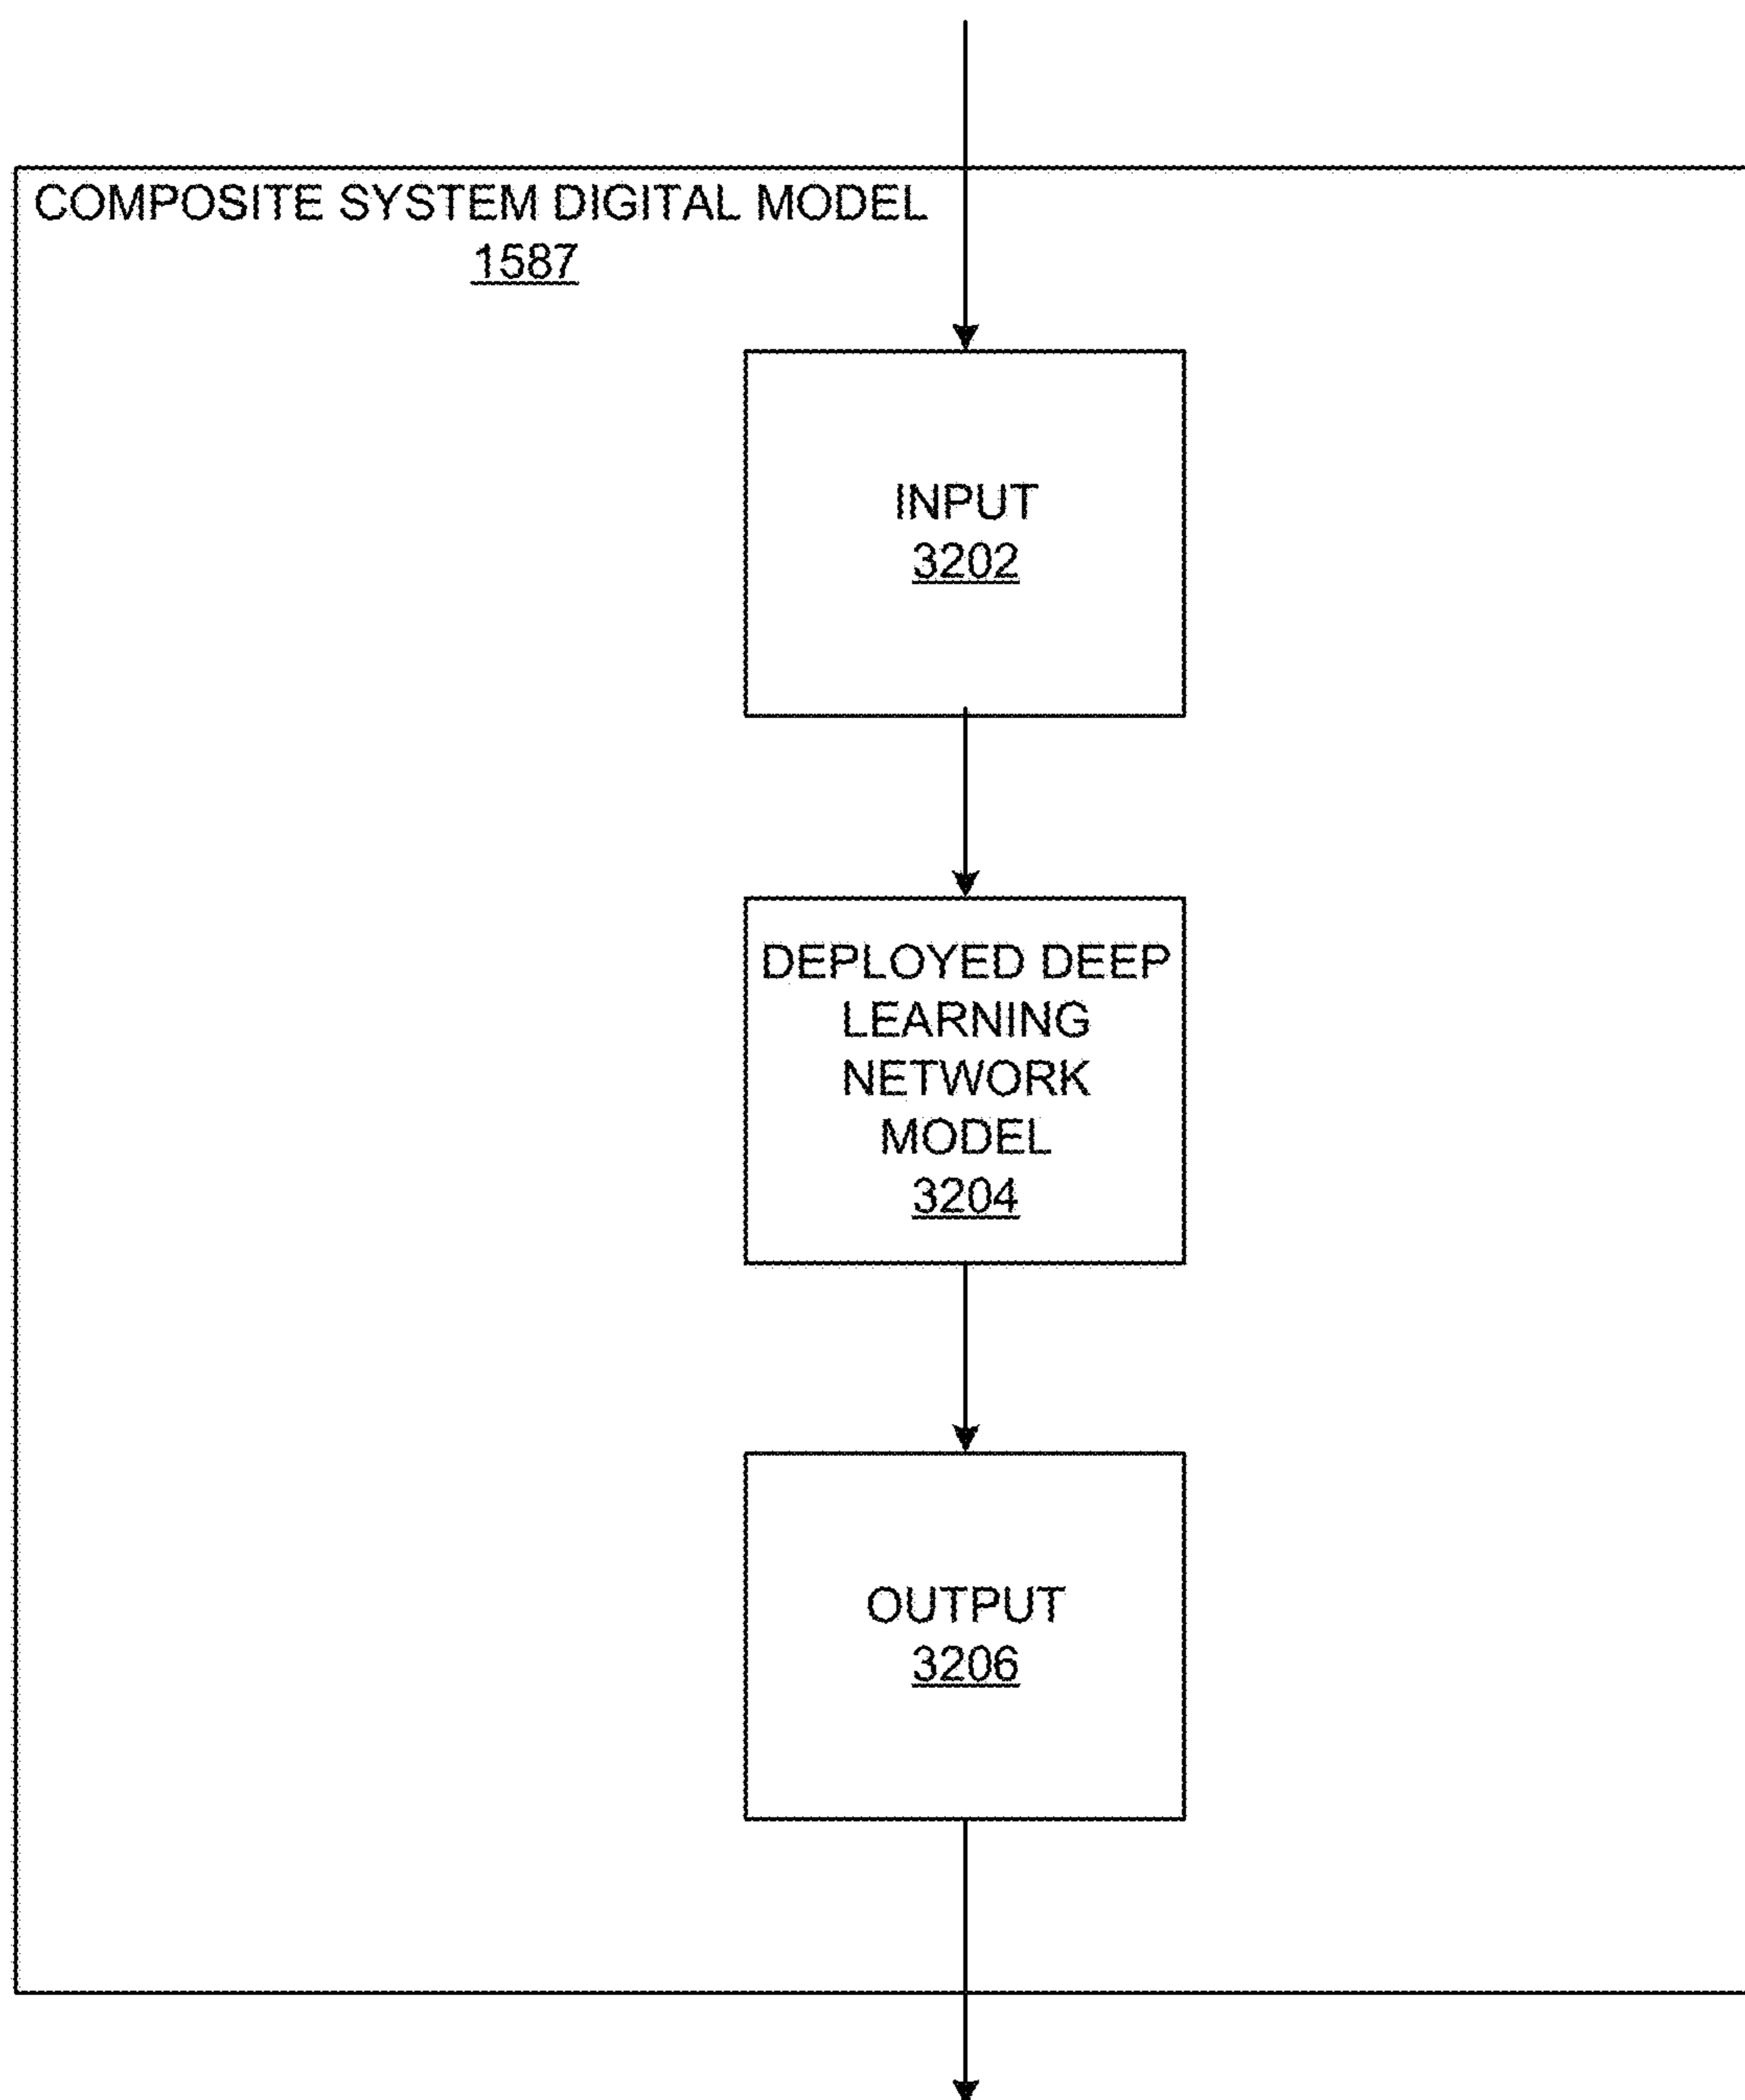 COMPOSITE SYSTEM DIGITAL MODEL
1587
INPUT
3202
DEPLOYED DEEP
LEARNING
NETWORK
MODEL
3204
OUTPUT
3206